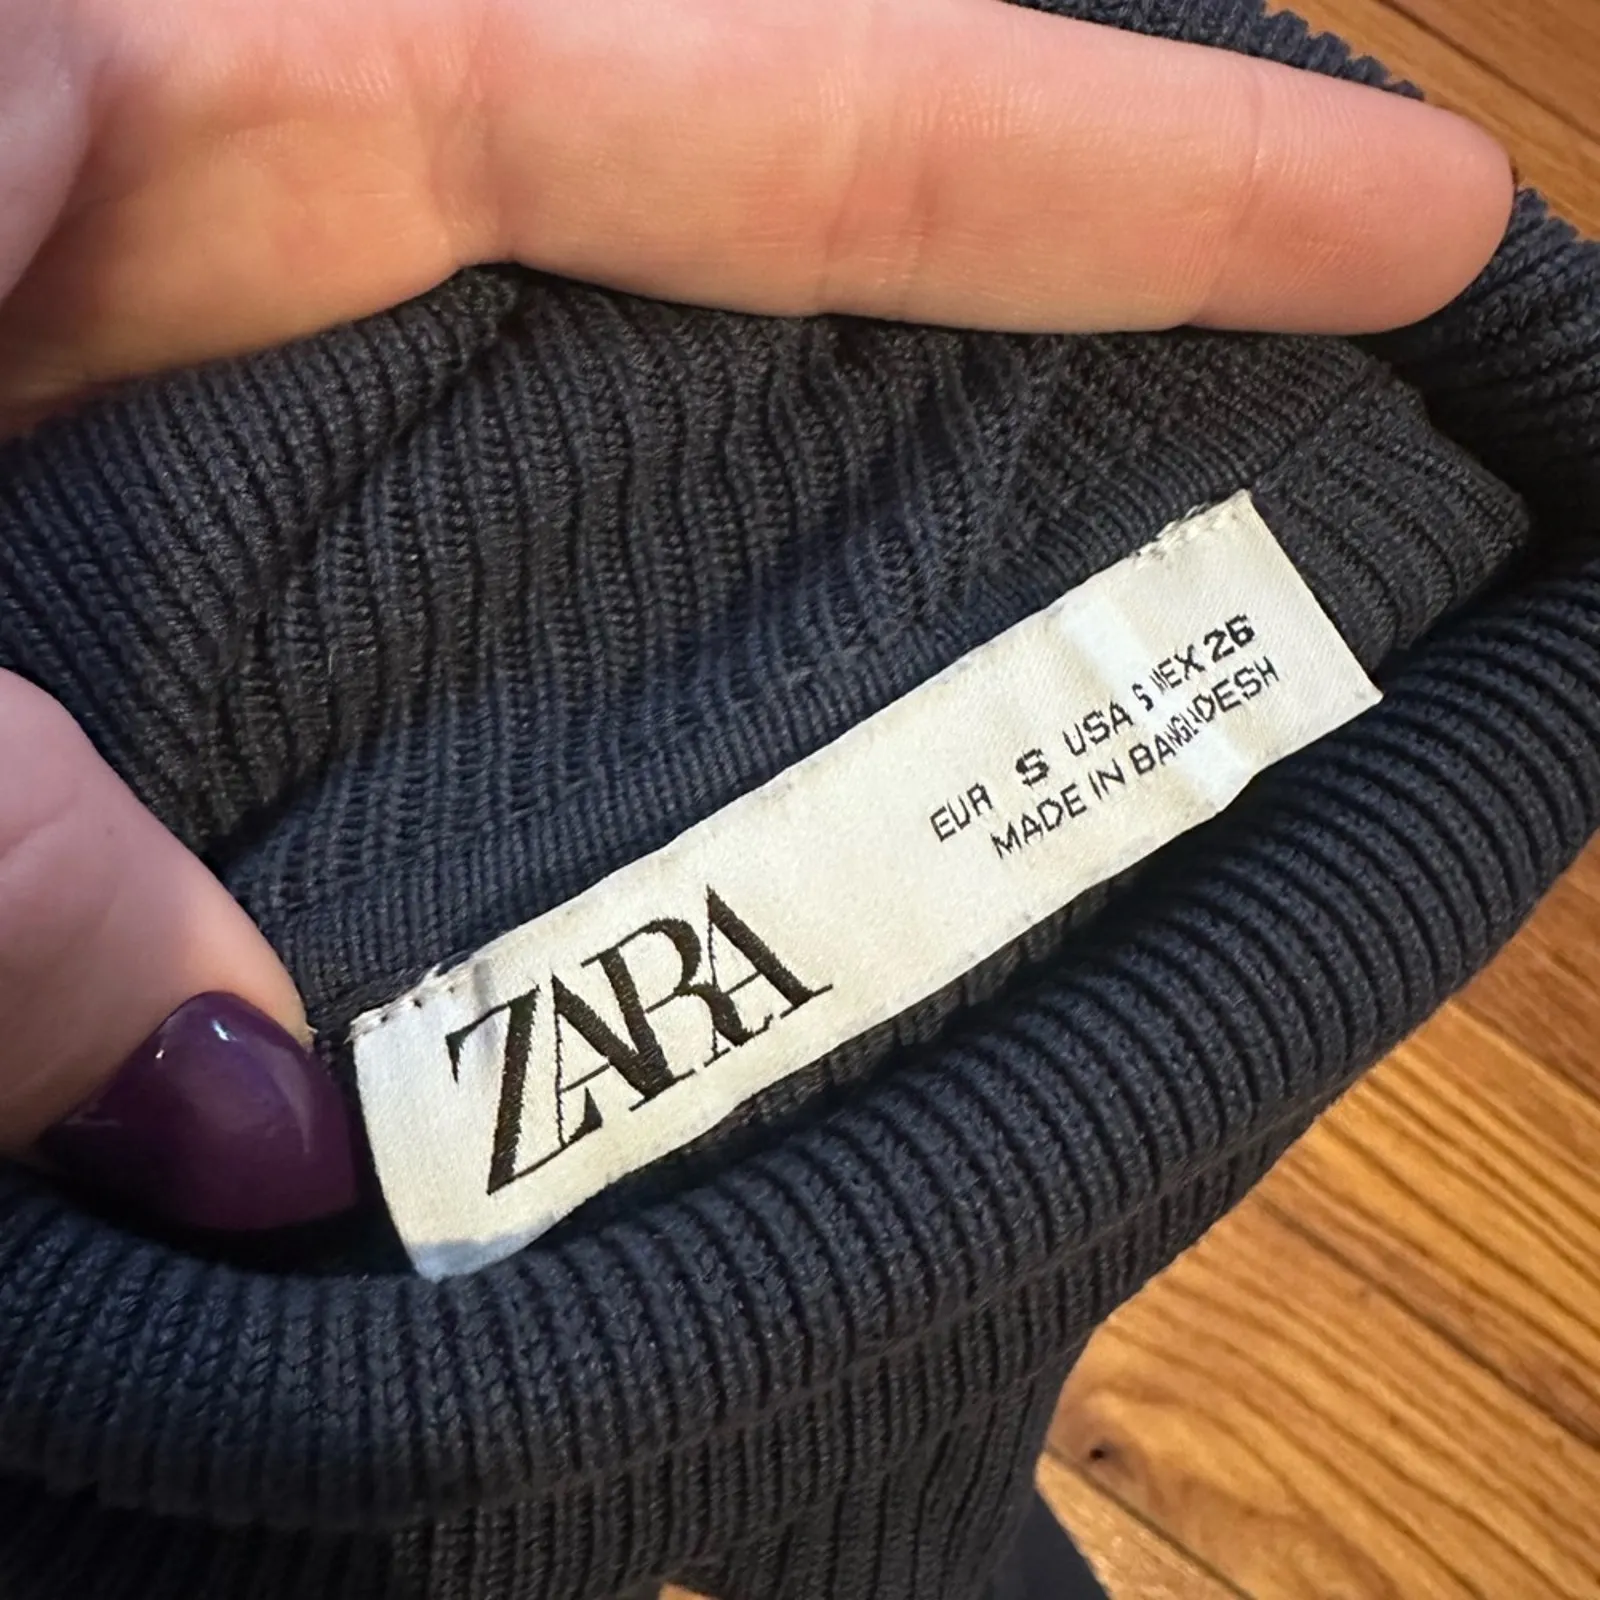 ZARA
EUR S USA S MEX 26
MADE IN BANGLADESH